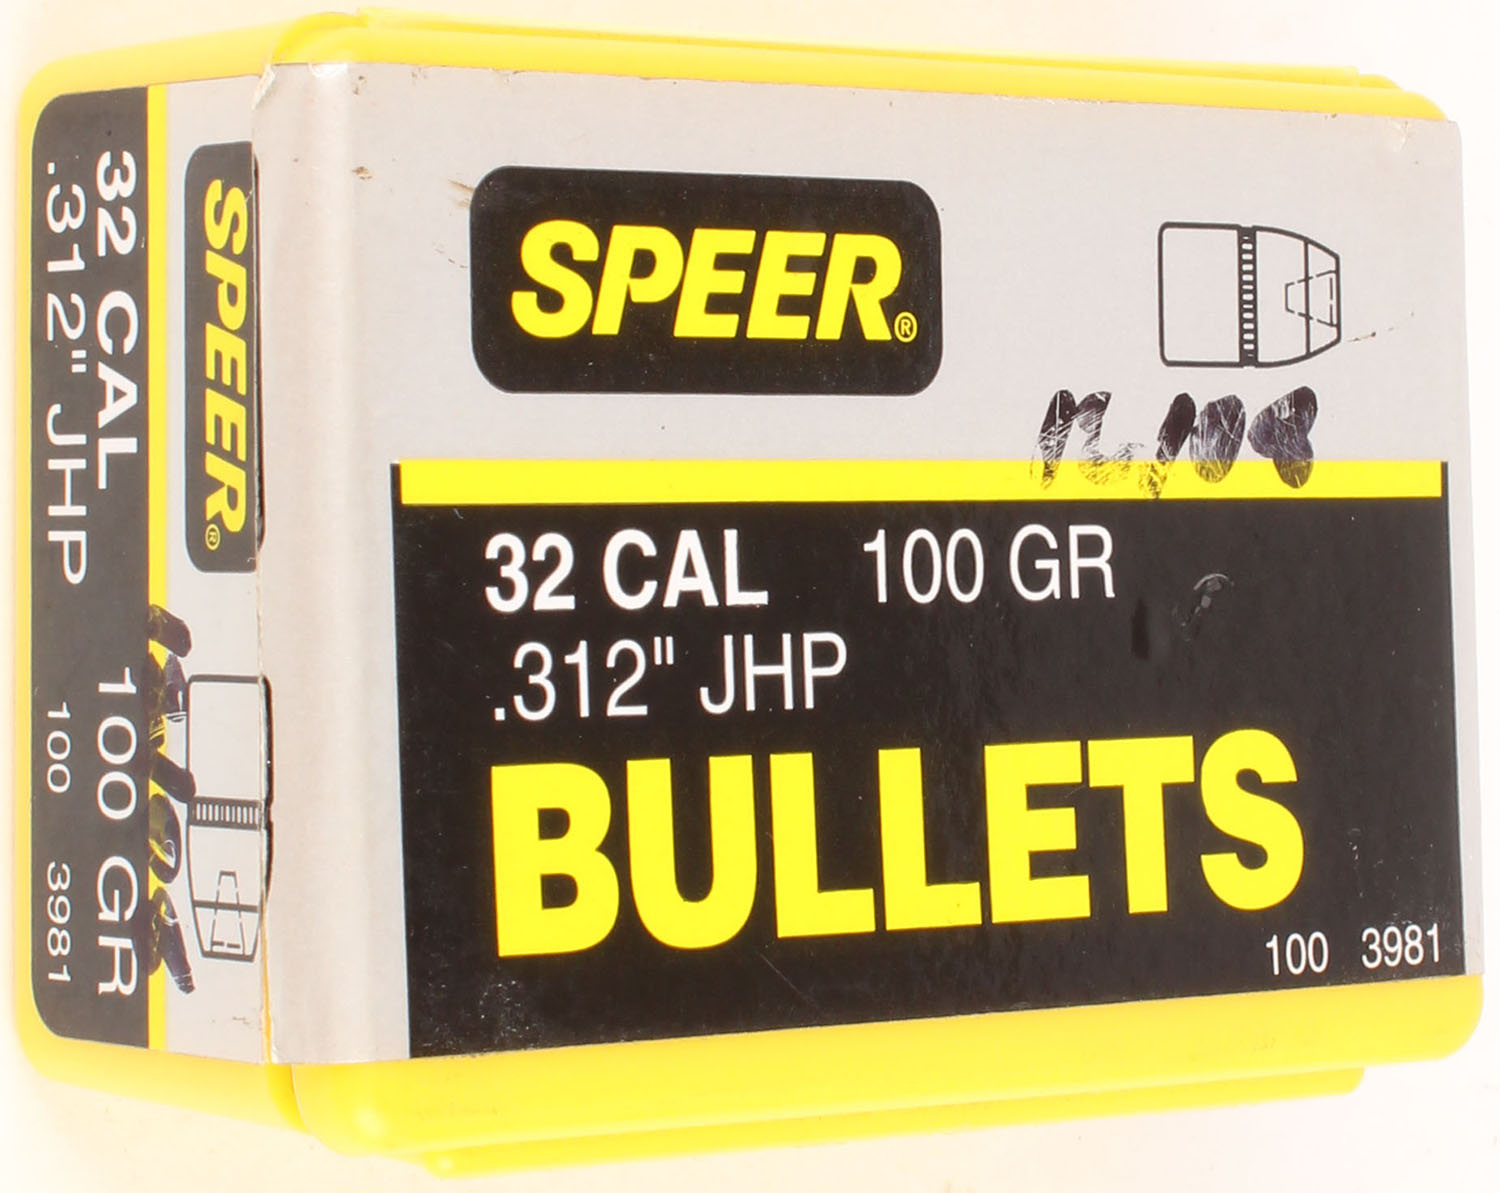 SPEER®
32 CAL 100 GR
.312" JHP
BULLETS
100 3981
SPEER®
32 CAL 100 GR
.312" JHP 100 3981